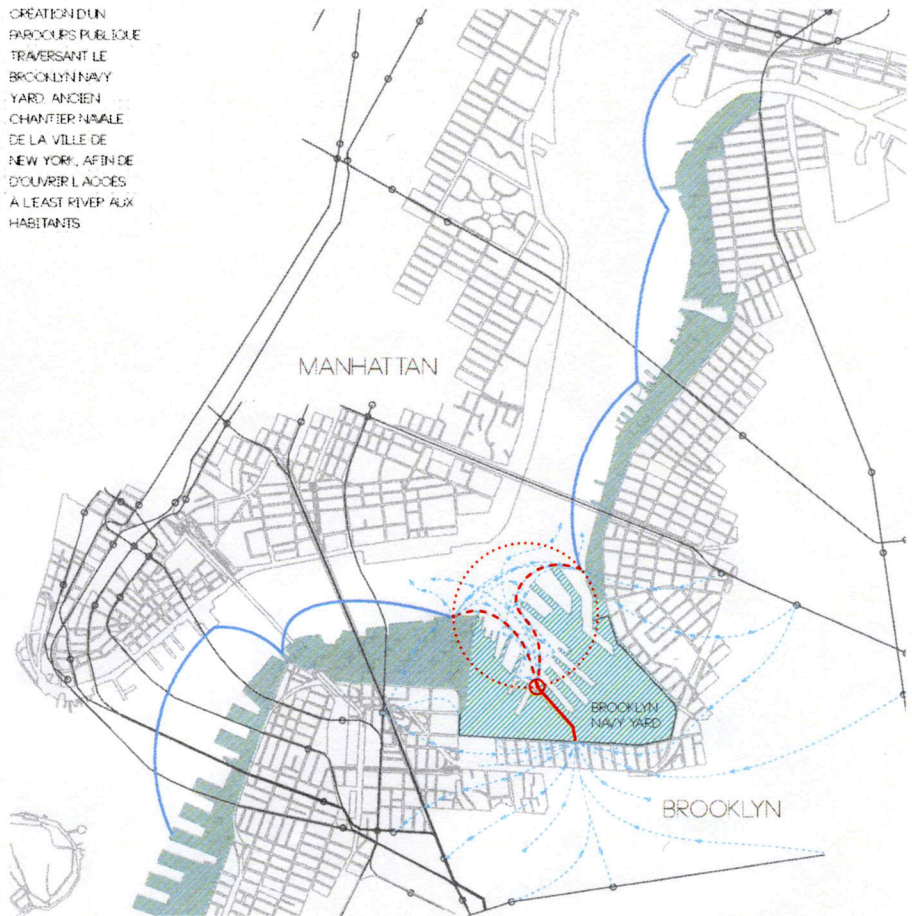 CRÉATION D'UN
PARCOURS PUBLIQUE
TRAVERSANT LE
BROOKLYN NAVY
YARD, ANCIEN
CHANTIER NAVALE
DE LA VILLE DE
NEW YORK, AFIN DE
D'OUVRIR L'ACCÈS
À L'EAST RIVER AUX
HABITANTS
MANHATTAN
BROOKLYN
NAVY YARD
BROOKLYN